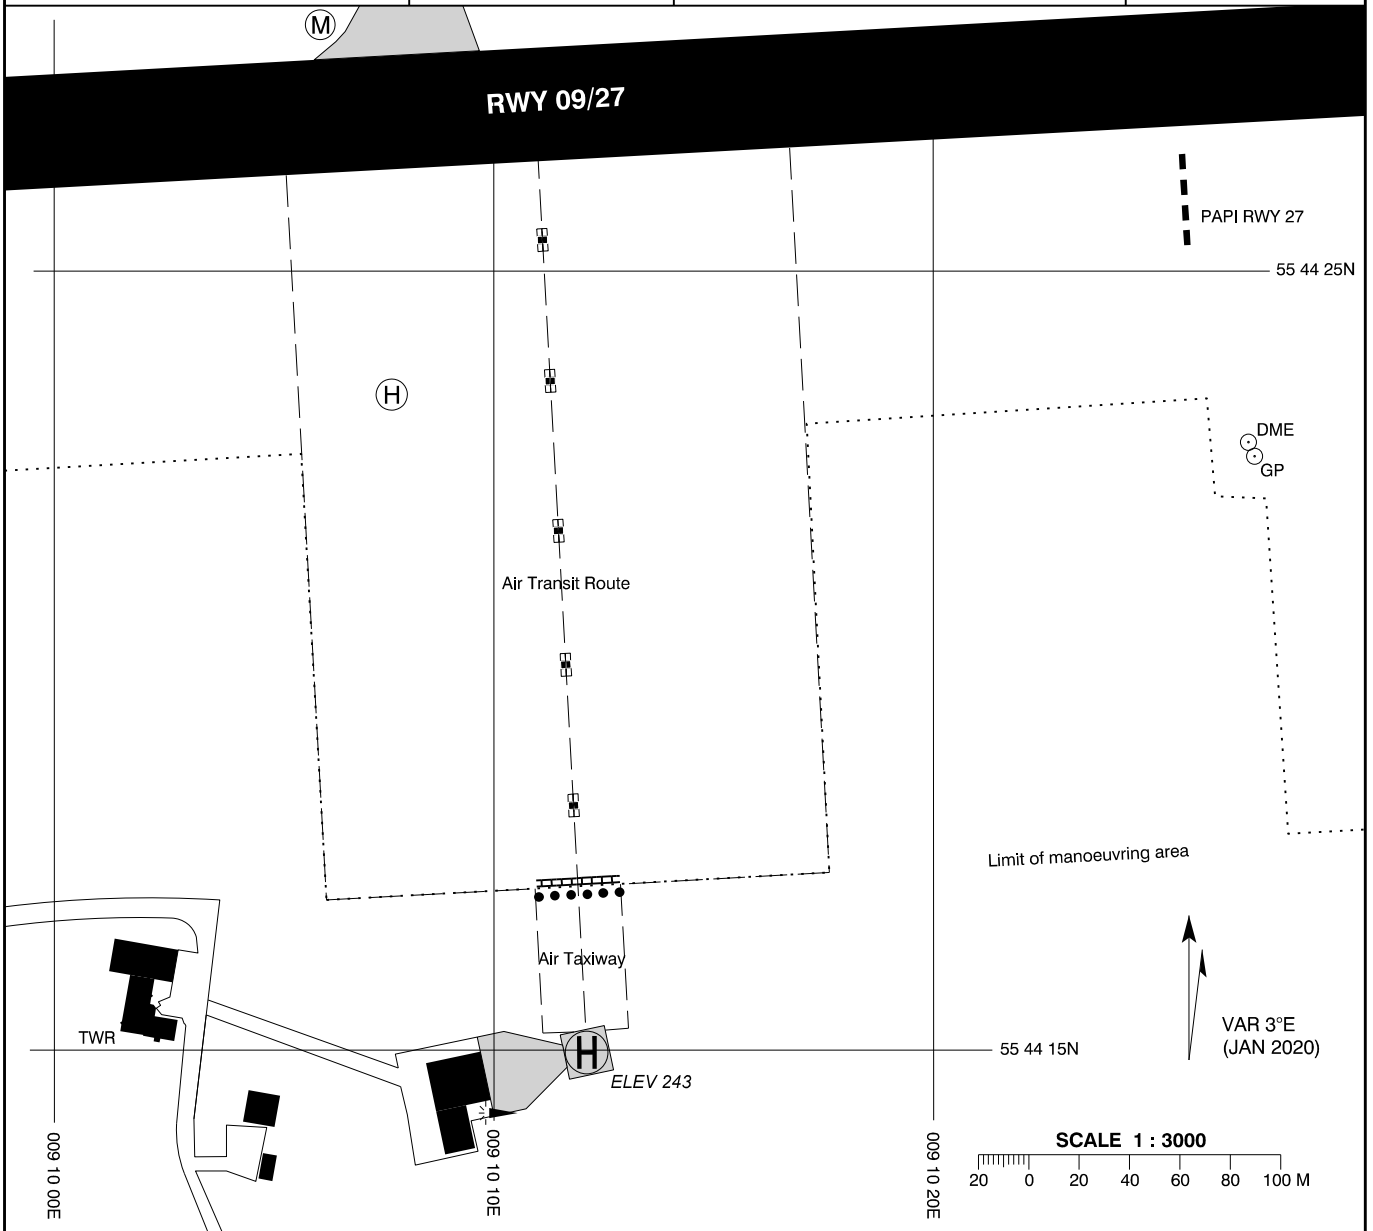 M
RWY 09/27
PAPI RWY 27
55 44 25N
H
DME
GP
Air Transit Route
Limit of manoeuvring area
Air Taxiway
TWR
H
VAR 3°E
(JAN 2020)
55 44 15N
ELEV 243
009 10 00E
009 10 10E
009 10 20E
SCALE 1 : 3000
20 0 20 40 60 80 100 M